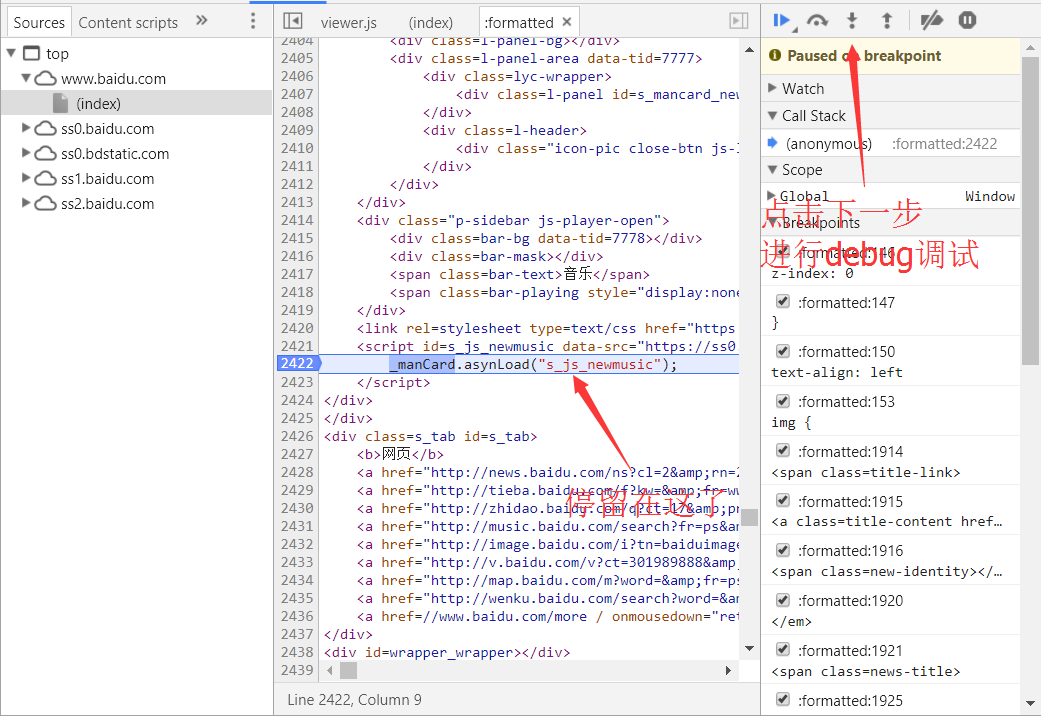 Sources
Content scripts
»
viewer.js
(index)
:formatted ×
top
www.baidu.com
(index)
ss0.baidu.com
ss0.bdstatic.com
ss1.baidu.com
ss2.baidu.com
2404 <div class=l-panel-bg></div>
2405 <div class=l-panel-area data-tid=7777>
2406 <div class=lyc-wrapper>
2407 <div class=l-panel id=s_mancard_new
2408 </div>
2409 <div class=l-header>
2410 <div class="icon-pic close-btn js-l
2411 </div>
2412 </div>
2413 </div>
2414 <div class="p-sidebar js-player-open">
2415 <div class=bar-bg data-tid=7778></div>
2416 <div class=bar-mask></div>
2417 <span class=bar-text>音乐</span>
2418 <span class=bar-playing style="display:none
2419 </div>
2420 <link rel=stylesheet type=text/css href="https
2421 <script id=s_js_newmusic data-src="https://ss0
2422 _manCard.asynLoad("s_js_newmusic");
2423 </script>
2424 </div>
2425 </div>
2426 <div class=s_tab id=s_tab>
2427 <b>网页</b>
2428 <a href="http://news.baidu.com/ns?cl=2&amp;rn=2
2429 <a href="http://tieba.baidu.com/f?kw=&amp;fr=ww
2430 <a href="http://zhidao.baidu.com/q?ct=17&amp;pn
2431 <a href="http://music.baidu.com/search?fr=ps&am
2432 <a href="http://image.baidu.com/i?tn=baiduimage
2433 <a href="http://v.baidu.com/v?ct=301989888&amp;
2434 <a href="http://map.baidu.com/m?word=&amp;fr=ps
2435 <a href="http://wenku.baidu.com/search?word=&am
2436 <a href=//www.baidu.com/more / onmousedown="ret
2437 </div>
2438 <div id=wrapper_wrapper></div>
2439
停留在这了
Line 2422, Column 9
Paused on breakpoint
Watch
Call Stack
(anonymous) :formatted:2422
Scope
Global Window
点击下一步
Breakpoints
进行debug调试
:formatted:146
z-index: 0
:formatted:147
}
:formatted:150
text-align: left
:formatted:153
img {
:formatted:1914
<span class=title-link>
:formatted:1915
<a class=title-content href…
:formatted:1916
<span class=new-identity></…
:formatted:1920
</em>
:formatted:1921
<span class=news-title>
:formatted:1925